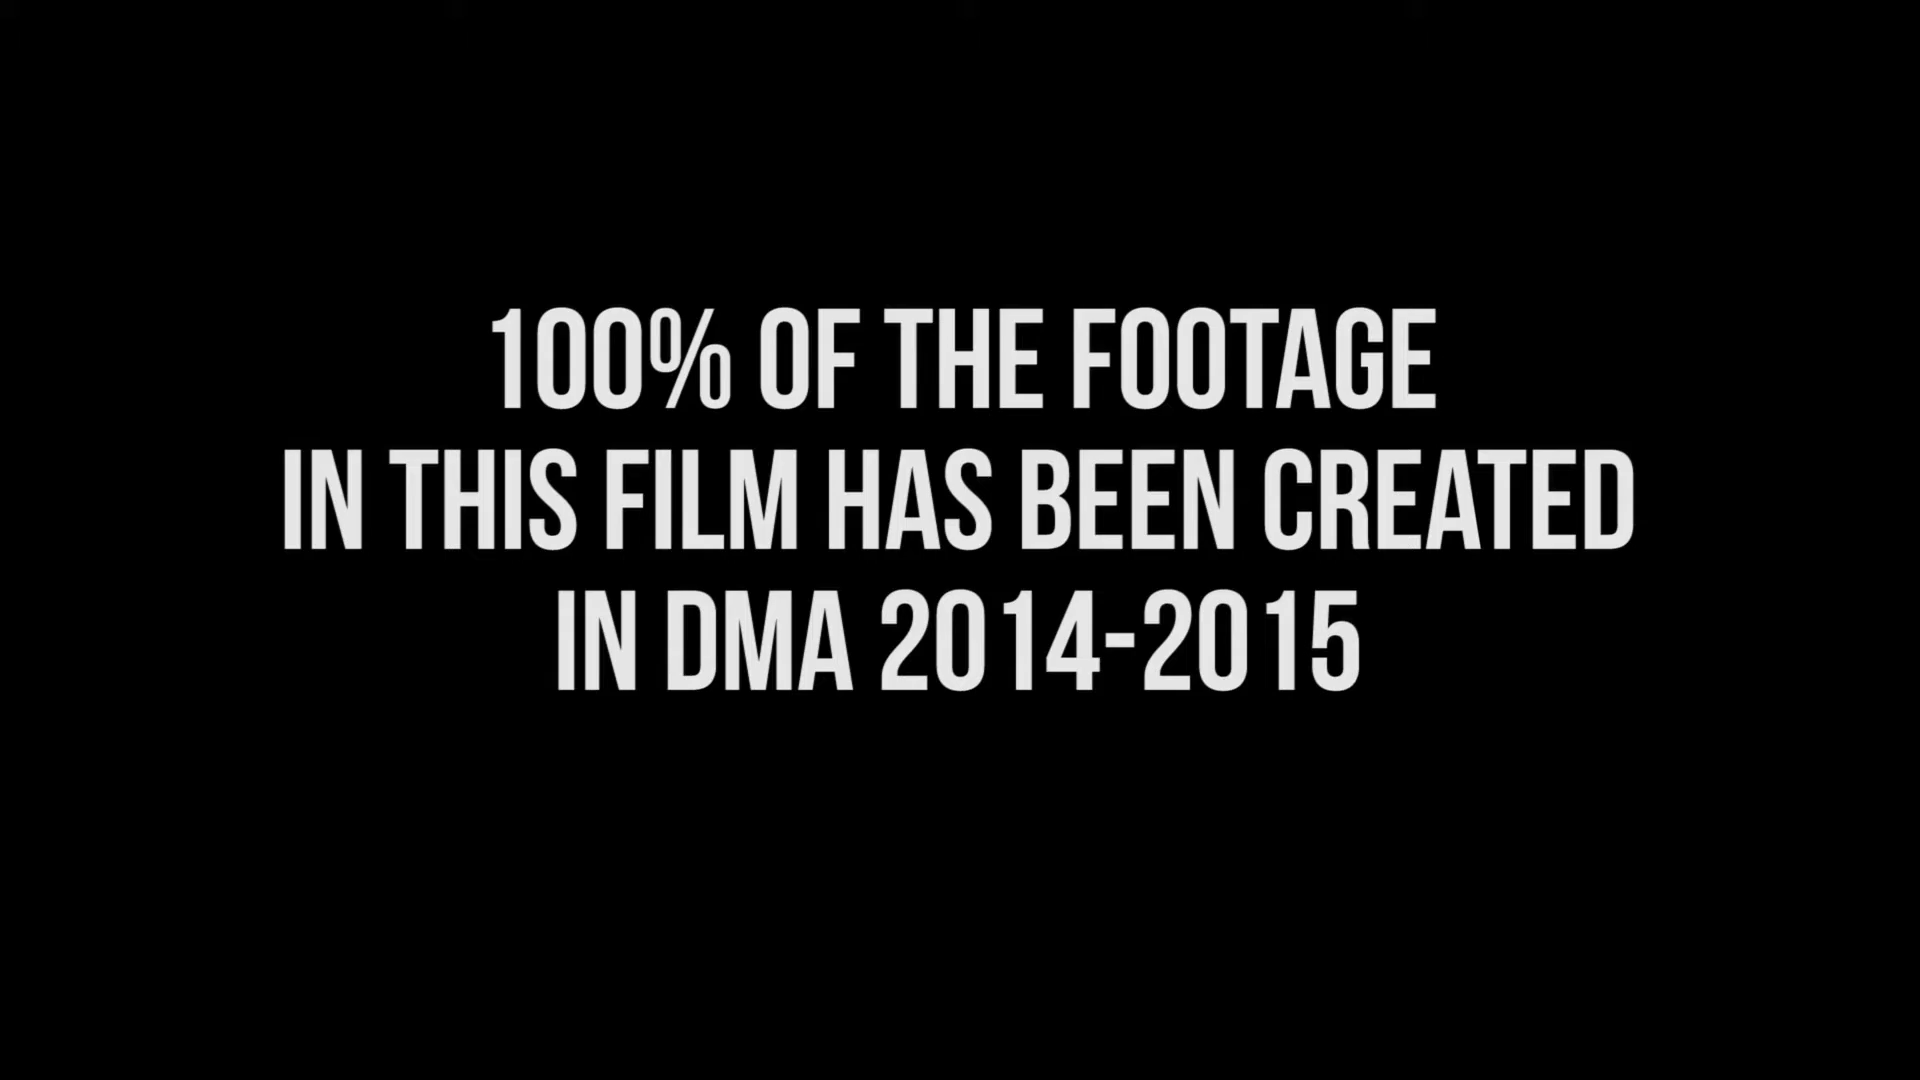 100% OF THE FOOTAGE
IN THIS FILM HAS BEEN CREATED
IN DMA 2014-2015